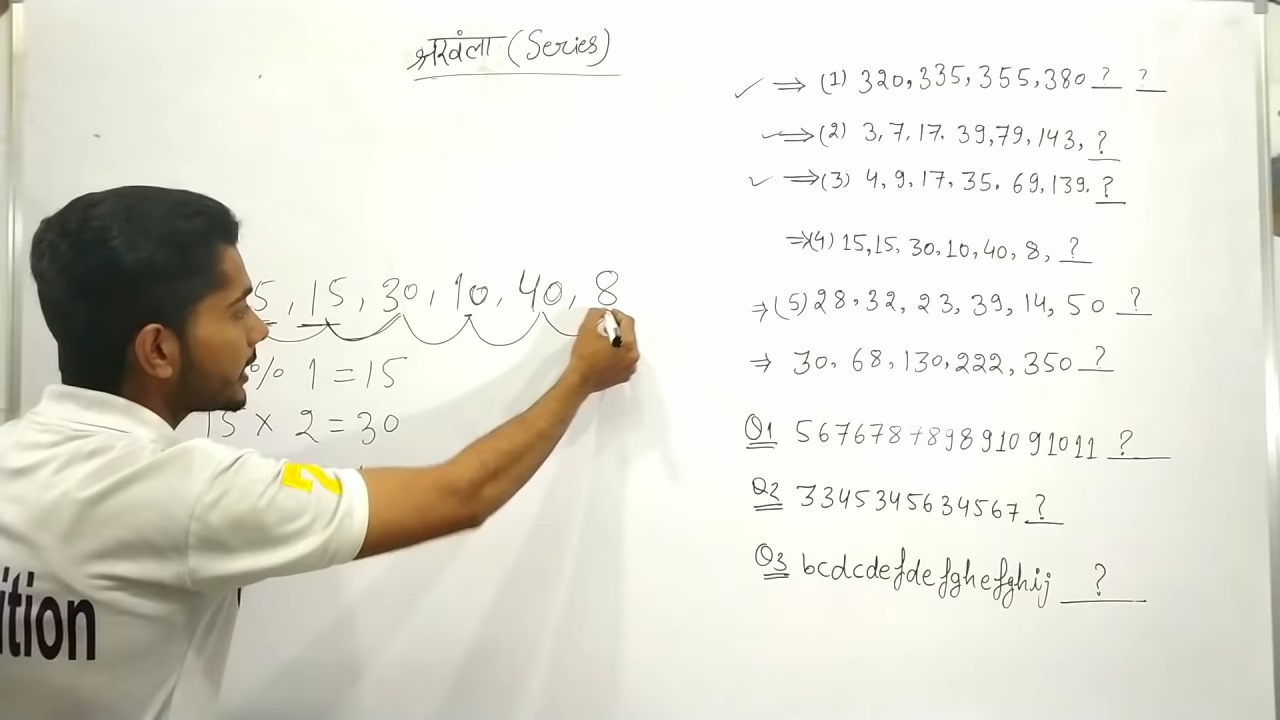 श्रखंला (Series)
5, 15, 30, 10, 40, 8
% 1 = 15
15 × 2 = 30
⇒ (1) 320, 335, 355, 380 ? ?
⇒ (2) 3, 7. 17. 39, 79, 143, ?
⇒ (3) 4, 9, 17, 35. 69, 139. ?
⇒ (4) 15, 15, 30, 10, 40, 8, ?
⇒ (5) 28, 32, 23, 39, 14, 50 ?
⇒ 30, 68, 130, 222, 350 ?
Q1 567678789891091011 ?
Q2 3345345634567 ?
Q3 bcdcdefdefghefghij ?
ition